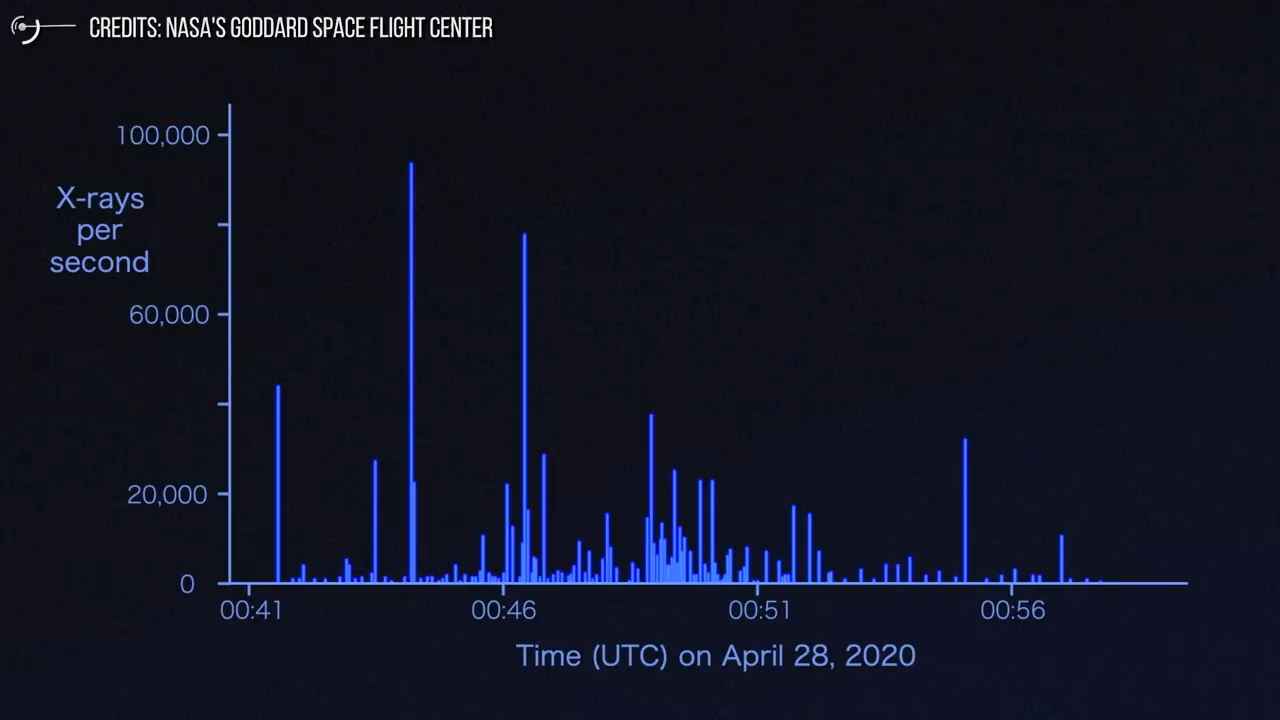 CREDITS: NASA'S GODDARD SPACE FLIGHT CENTER
100,000
X-rays
per
second
60,000
20,000
0
00:41
00:46
00:51
00:56
Time (UTC) on April 28, 2020